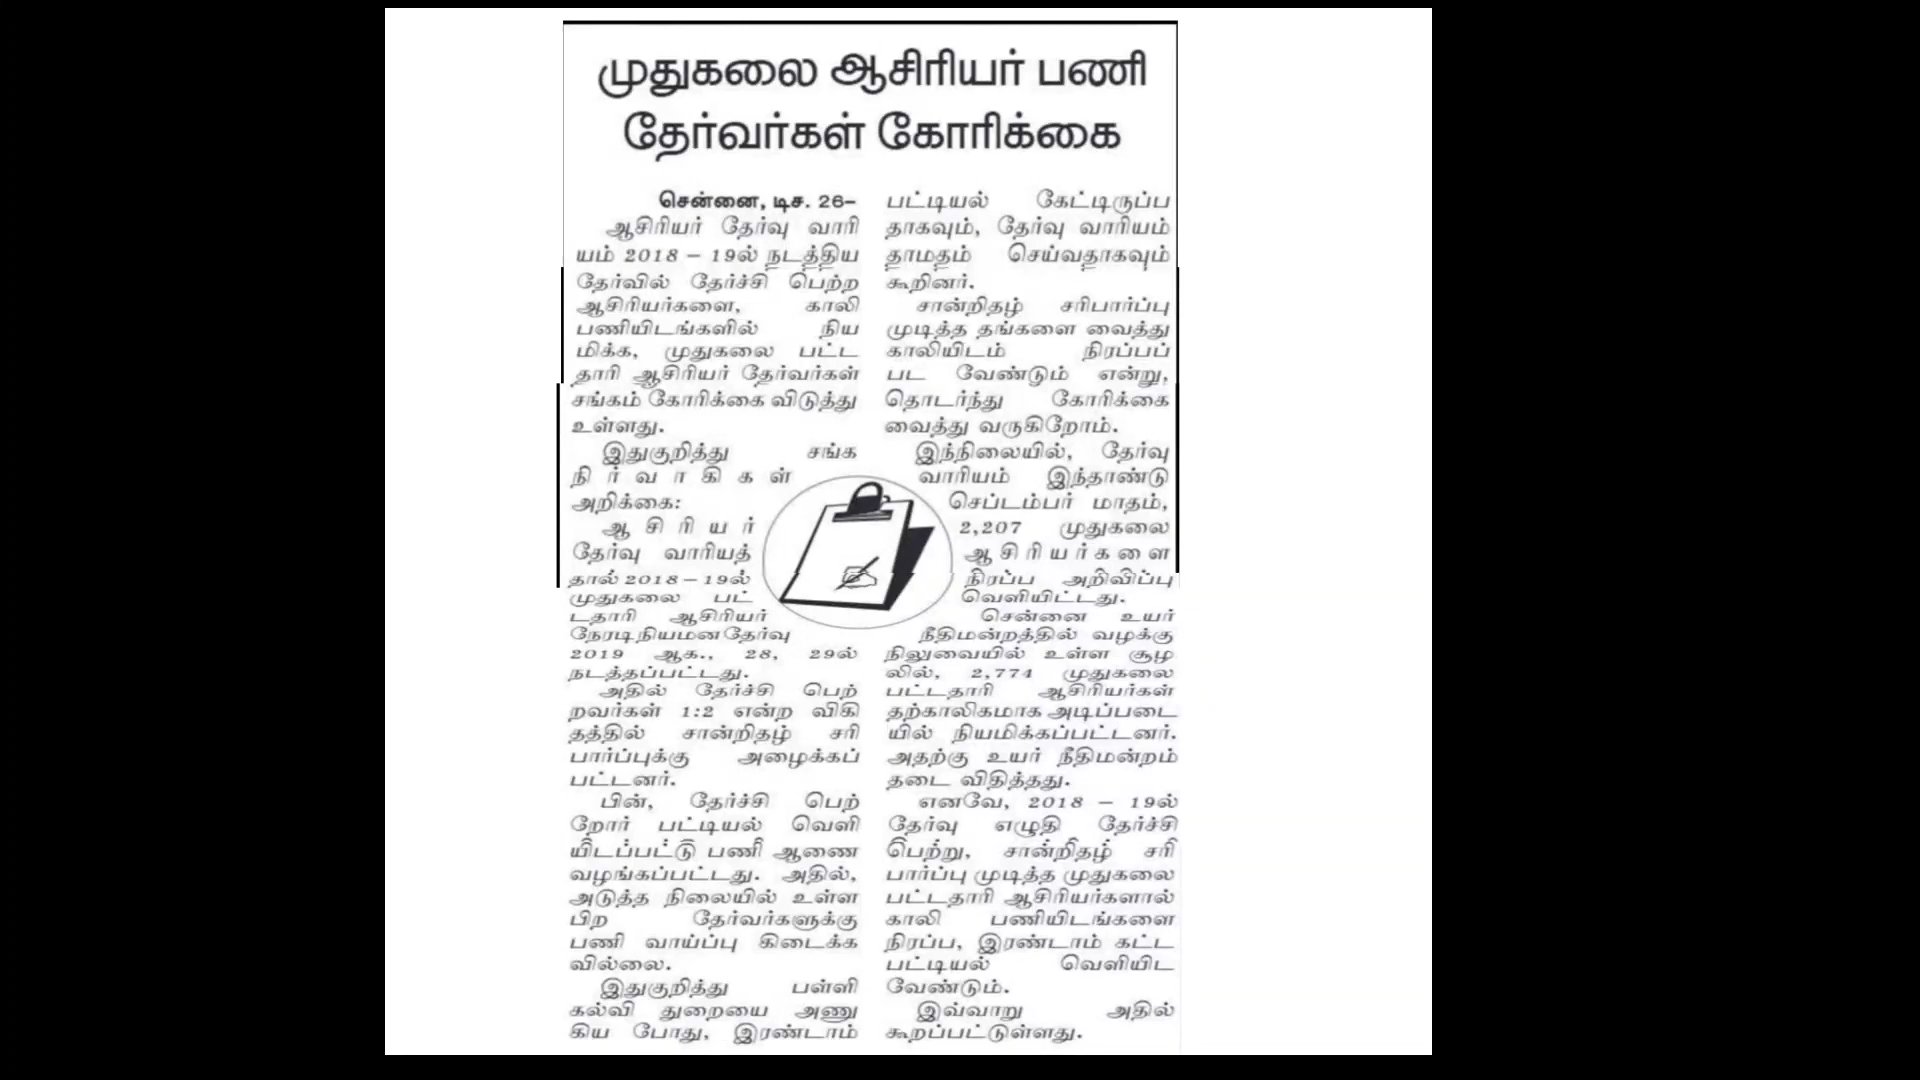 முதுகலை ஆசிரியர் பணி
தேர்வர்கள் கோரிக்கை
சென்னை, டிச. 26–
ஆசிரியர் தேர்வு வாரி
யம் 2018 – 19ல் நடத்திய
தேர்வில் தேர்ச்சி பெற்ற
ஆசிரியர்களை, காலி
பணியிடங்களில் நிய
மிக்க, முதுகலை பட்ட
தாரி ஆசிரியர் தேர்வர்கள்
சங்கம் கோரிக்கை விடுத்து
உள்ளது.
இதுகுறித்து சங்க
நிர்வாகிகள்
அறிக்கை:
ஆசிரியர்
தேர்வு வாரியத்
தால் 2018 – 19ல்
முதுகலை பட்
டதாரி ஆசிரியர்
நேரடி நியமன தேர்வு
2019 ஆக., 28, 29ல்
நடத்தப்பட்டது.
அதில் தேர்ச்சி பெற்
றவர்கள் 1:2 என்ற விகி
தத்தில் சான்றிதழ் சரி
பார்ப்புக்கு அழைக்கப்
பட்டனர்.
பின், தேர்ச்சி பெற்
றோர் பட்டியல் வெளி
யிடப்பட்டு பணி ஆணை
வழங்கப்பட்டது. அதில்,
அடுத்த நிலையில் உள்ள
பிற தேர்வர்களுக்கு
பணி வாய்ப்பு கிடைக்க
வில்லை.
இதுகுறித்து பள்ளி
கல்வி துறையை அணு
கிய போது, இரண்டாம்
பட்டியல் கேட்டிருப்ப
தாகவும், தேர்வு வாரியம்
தாமதம் செய்வதாகவும்
கூறினர்.
சான்றிதழ் சரிபார்ப்பு
முடித்த தங்களை வைத்து
காலியிடம் நிரப்பப்
பட வேண்டும் என்று,
தொடர்ந்து கோரிக்கை
வைத்து வருகிறோம்.
இந்நிலையில், தேர்வு
வாரியம் இந்தாண்டு
செப்டம்பர் மாதம்,
2,207 முதுகலை
ஆசிரியர்களை
நிரப்ப அறிவிப்பு
வெளியிட்டது.
சென்னை உயர்
நீதிமன்றத்தில் வழக்கு
நிலுவையில் உள்ள சூழ
லில், 2,774 முதுகலை
பட்டதாரி ஆசிரியர்கள்
தற்காலிகமாக அடிப்படை
யில் நியமிக்கப்பட்டனர்.
அதற்கு உயர் நீதிமன்றம்
தடை விதித்தது.
எனவே, 2018 – 19ல்
தேர்வு எழுதி தேர்ச்சி
பெற்று, சான்றிதழ் சரி
பார்ப்பு முடித்த முதுகலை
பட்டதாரி ஆசிரியர்களால்
காலி பணியிடங்களை
நிரப்ப, இரண்டாம் கட்ட
பட்டியல் வெளியிட
வேண்டும்.
இவ்வாறு அதில்
கூறப்பட்டுள்ளது.